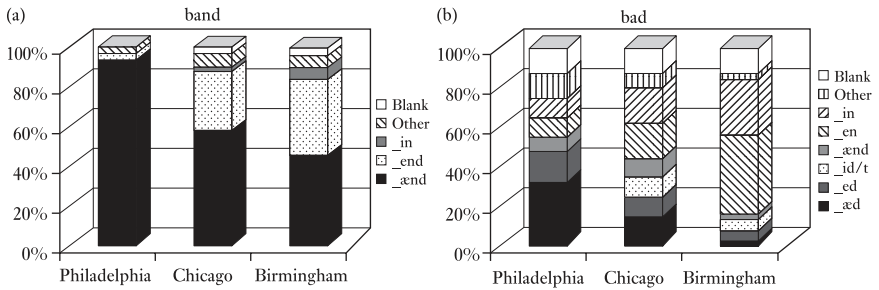 (a)
band
100%
80%
60%
40%
20%
0%
Philadelphia
Chicago
Birmingham
Blank
Other
_in
_end
_ænd
(b)
bad
100%
80%
60%
40%
20%
0%
Philadelphia
Chicago
Birmingham
Blank
Other
_in
_en
_ænd
_id/t
_ed
_æd